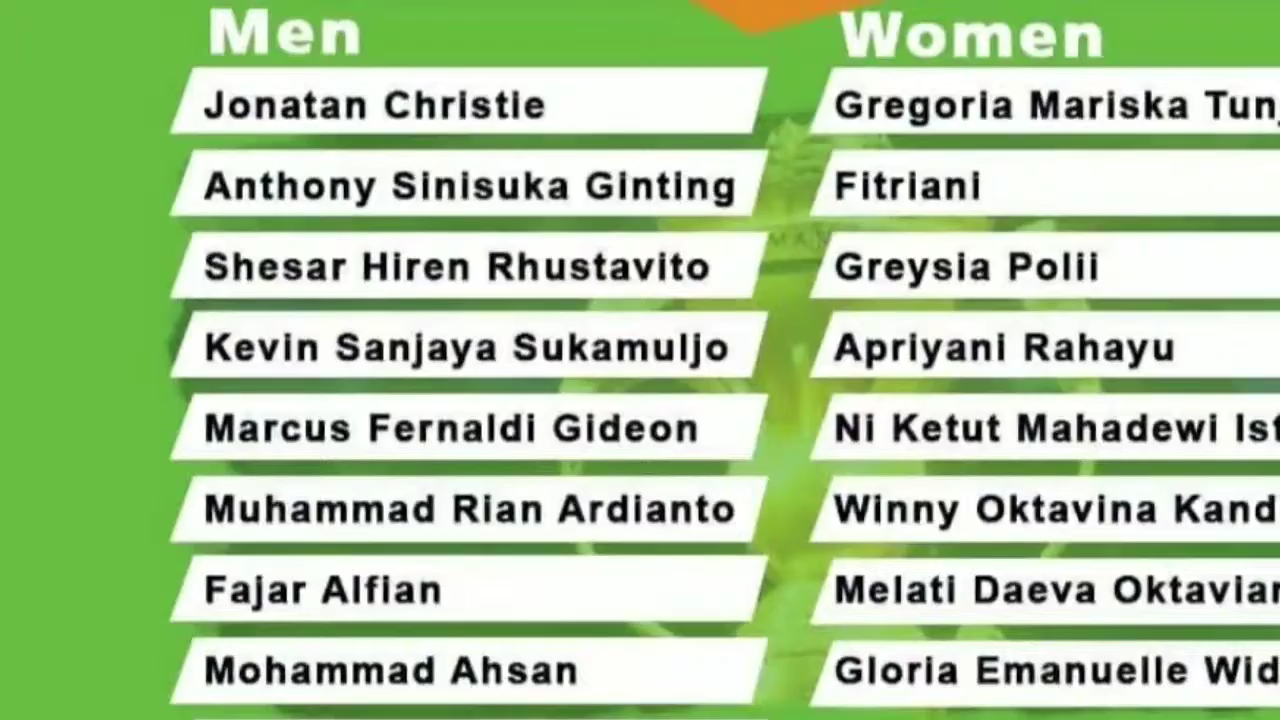 Men
Jonatan Christie
Anthony Sinisuka Ginting
Shesar Hiren Rhustavito
Kevin Sanjaya Sukamuljo
Marcus Fernaldi Gideon
Muhammad Rian Ardianto
Fajar Alfian
Mohammad Ahsan
Women
Gregoria Mariska
Fitriani
Greysia Polii
Apriyani Rahayu
Ni Ketut Mahadewi
Winny Oktavina
Melati Daeva
Gloria Emanuelle